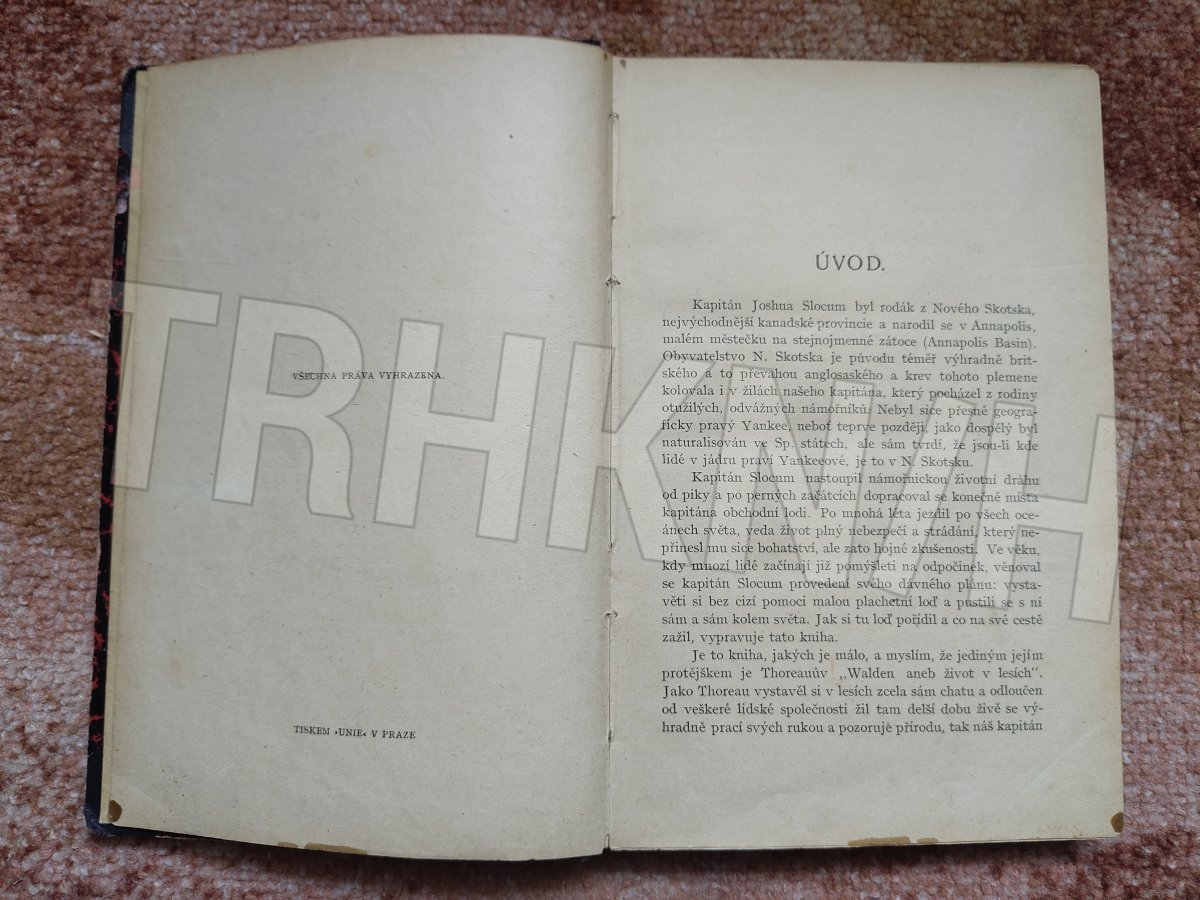 VŠECHNA PRÁVA VYHRAZENA.
TISKEM »UNIE« V PRAZE
ÚVOD.
Kapitán Joshua Slocum byl rodák z Nového Skotska,
nejvýchodnější kanadské provincie a narodil se v Annapolis,
malém městečku na stejnojmenné zátoce (Annapolis Basin).
Obyvatelstvo N. Skotska je původu téměř výhradně brit-
ského a to převahou anglosaského a krev tohoto plemene
kolovala i v žilách našeho kapitána, který pocházel z rodiny
otužilých, odvážných námořníků. Nebyl sice přesně geogra-
ficky pravý Yankee, neboť teprve později, jako dospělý byl
naturalisován ve Sp. státech, ale sám tvrdí, že jsou-li kde
lidé v jádru praví Yankeeové, je to v N. Skotsku.
Kapitán Slocum nastoupil námořnickou životní dráhu
od piky a po perných začátcích dopracoval se konečně místa
kapitána obchodní lodi. Po mnohá léta jezdil po všech oce-
ánech světa, veda život plný nebezpečí a strádání, který ne-
přinesl mu sice bohatství, ale zato hojné zkušenosti. Ve věku,
kdy mnozí lidé začínají již pomýšleti na odpočinek, věnoval
se kapitán Slocum provedení svého dávného plánu: vysta-
věti si bez cizí pomoci malou plachetní loď a pustili se s ní
sám a sám kolem světa. Jak si tu loď pořídil a co na své cestě
zažil, vypravuje tato kniha.
Je to kniha, jakých je málo, a myslím, že jediným jejím
protějškem je Thoreauův ,,Walden aneb život v lesích“.
Jako Thoreau vystavěl si v lesích zcela sám chatu a odloučen
od veškeré lidské společnosti žil tam delší dobu živě se vý-
hradně prací svých rukou a pozoruje přírodu, tak náš kapitán
TRHKNIH